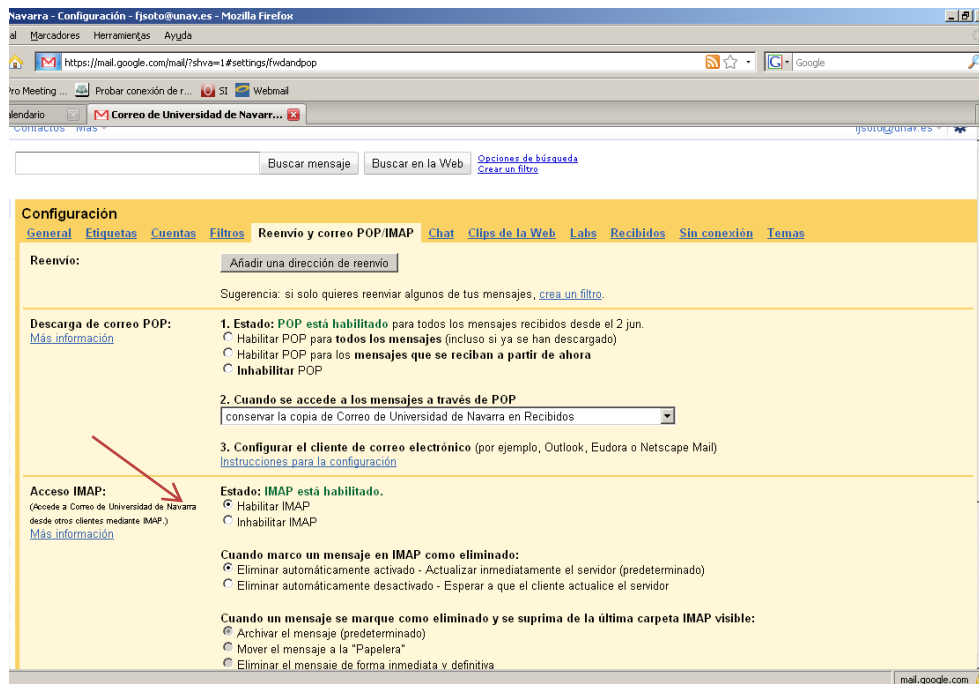 Navarra - Configuración - fjsoto@unav.es - Mozilla Firefox
al Marcadores Herramientas Ayuda
https://mail.google.com/mail/?shva=1#settings/fwdandpop
Google
Pro Meeting ... Probar conexión de r... SI Webmail
alendario Correo de Universidad de Navarr...
Contactos Más fjsoto@unav.es
Buscar mensaje Buscar en la Web Opciones de búsqueda
Crear un filtro
Configuración
General Etiquetas Cuentas Filtros Reenvío y correo POP/IMAP Chat Clips de la Web Labs Recibidos Sin conexión Temas
Reenvío: Añadir una dirección de reenvío
Sugerencia: si solo quieres reenviar algunos de tus mensajes, crea un filtro.
Descarga de correo POP: 1. Estado: POP está habilitado para todos los mensajes recibidos desde el 2 jun.
Más información Habilitar POP para todos los mensajes (incluso si ya se han descargado)
Habilitar POP para los mensajes que se reciban a partir de ahora
Inhabilitar POP
2. Cuando se accede a los mensajes a través de POP
conservar la copia de Correo de Universidad de Navarra en Recibidos
3. Configurar el cliente de correo electrónico (por ejemplo, Outlook, Eudora o Netscape Mail)
Instrucciones para la configuración
Acceso IMAP: Estado: IMAP está habilitado.
(Accede a Correo de Universidad de Navarra Habilitar IMAP
desde otros clientes mediante IMAP.) Inhabilitar IMAP
Más información
Cuando marco un mensaje en IMAP como eliminado:
Eliminar automáticamente activado - Actualizar inmediatamente el servidor (predeterminado)
Eliminar automáticamente desactivado - Esperar a que el cliente actualice el servidor
Cuando un mensaje se marque como eliminado y se suprima de la última carpeta IMAP visible:
Archivar el mensaje (predeterminado)
Mover el mensaje a la "Papelera"
Eliminar el mensaje de forma inmediata y definitiva
mail.google.com